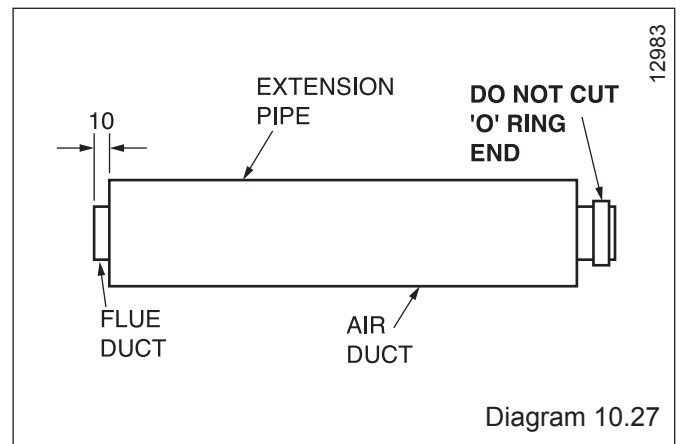 12983
EXTENSION
PIPE
DO NOT CUT
'O' RING
END
10
FLUE
DUCT
AIR
DUCT
Diagram 10.27